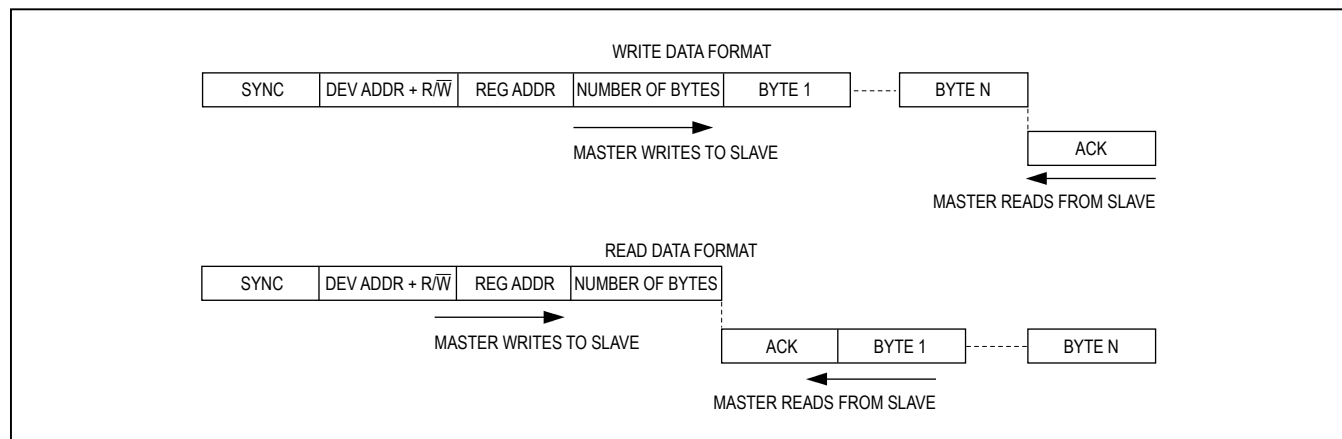 WRITE DATA FORMAT
SYNC DEV ADDR + R/W̅ REG ADDR NUMBER OF BYTES BYTE 1 BYTE N
MASTER WRITES TO SLAVE
ACK
MASTER READS FROM SLAVE
READ DATA FORMAT
SYNC DEV ADDR + R/W̅ REG ADDR NUMBER OF BYTES
MASTER WRITES TO SLAVE
ACK BYTE 1 BYTE N
MASTER READS FROM SLAVE